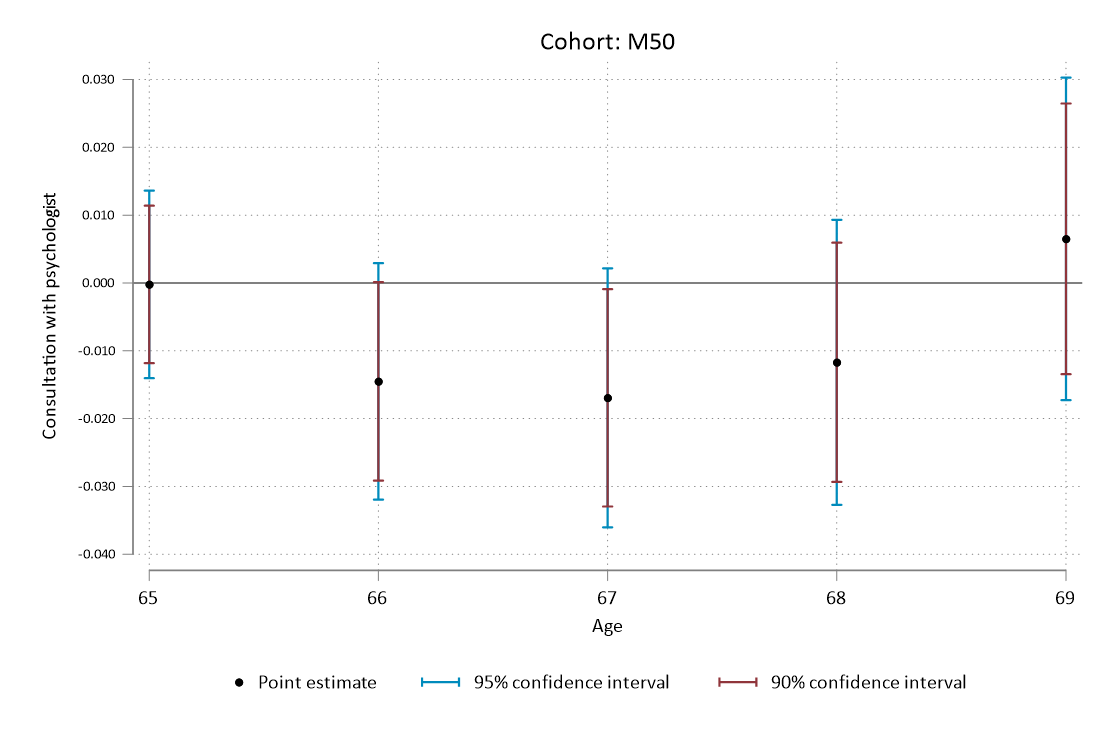 Cohort: M50
Consultation with psychologist
0.030
0.020
0.010
0.000
-0.010
-0.020
-0.030
-0.040
65 66 67 68 69
Age
Point estimate 95% confidence interval 90% confidence interval